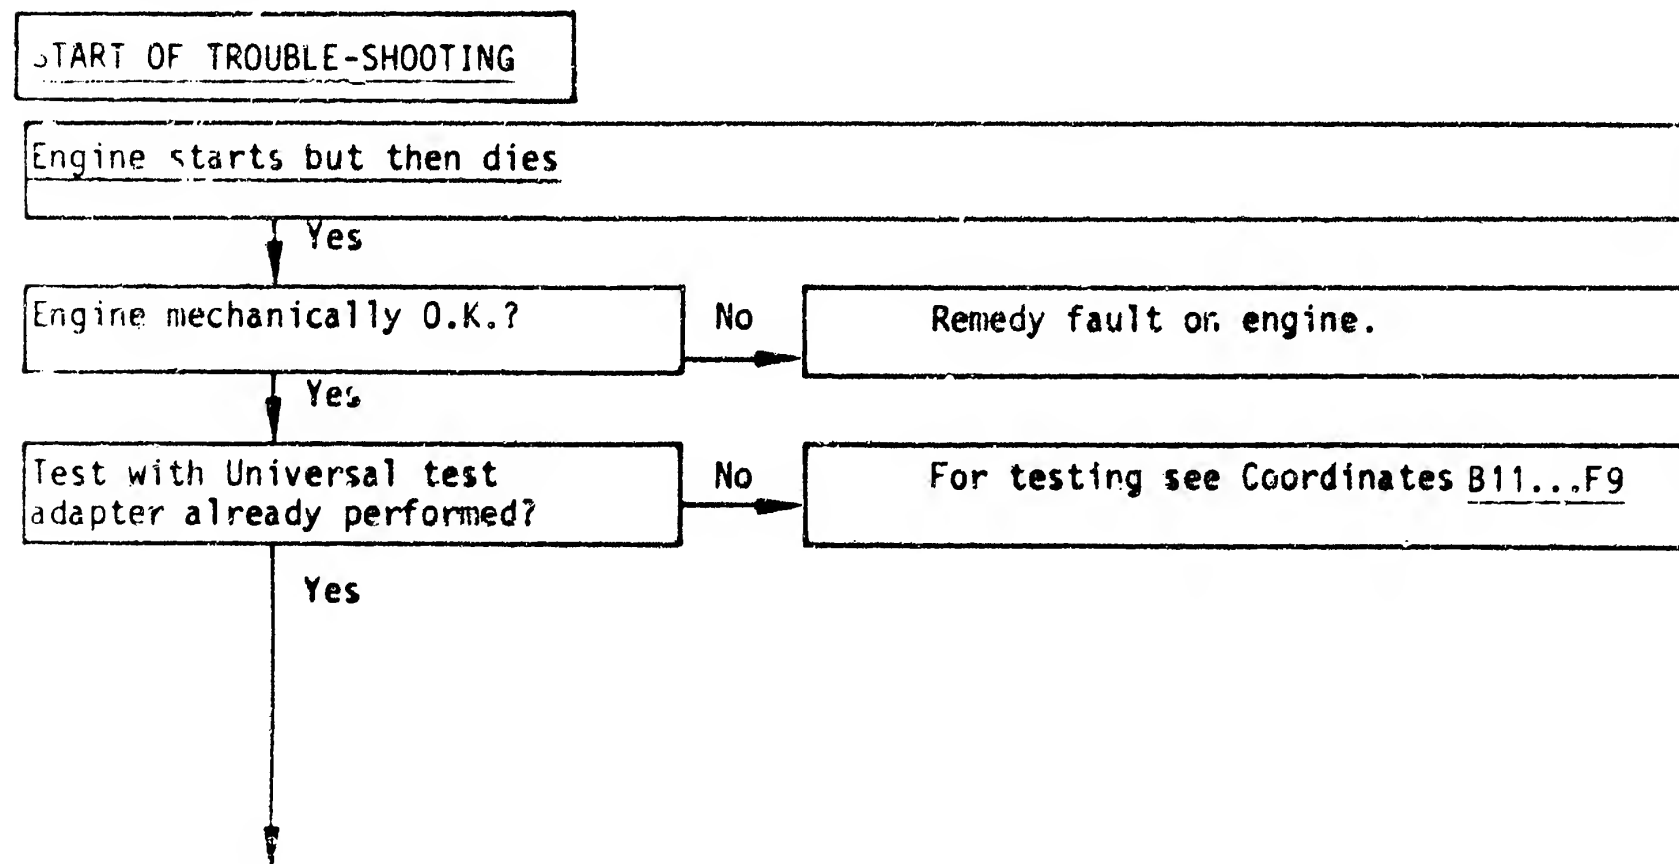 START OF TROUBLE-SHOOTING
Engine starts but then dies
Yes
Engine mechanically O.K.?
No
Remedy fault on engine.
Yes
Test with Universal test
adapter already performed?
No
For testing see Coordinates B11...F9
Yes